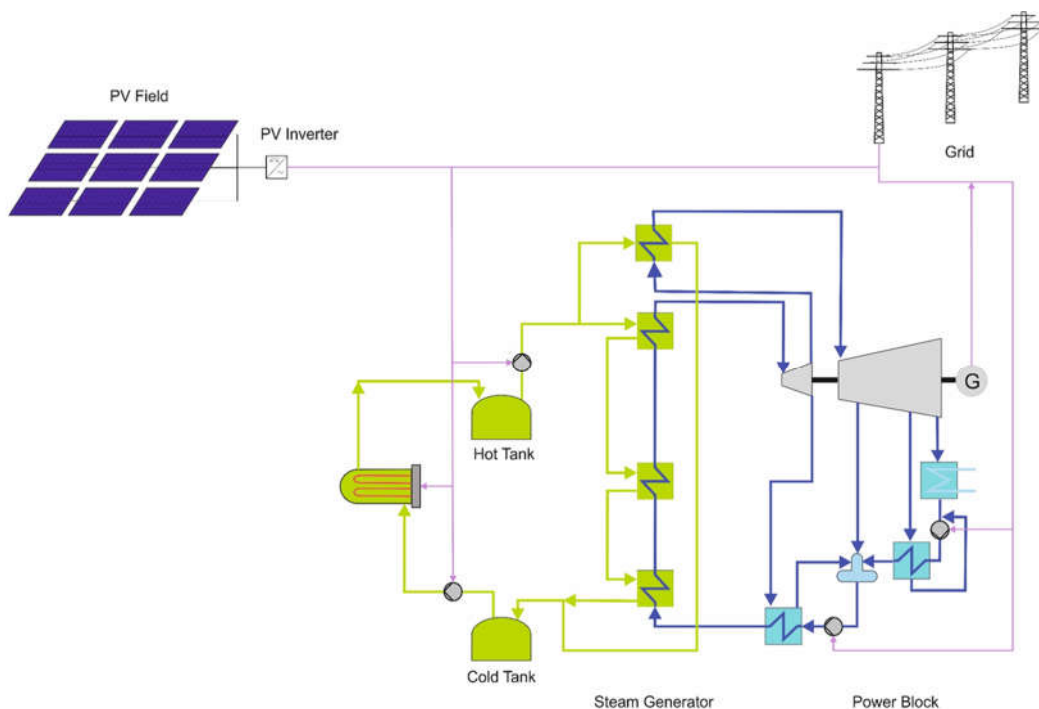 PV Field
PV Inverter
Grid
G
Hot Tank
Cold Tank
Steam Generator
Power Block